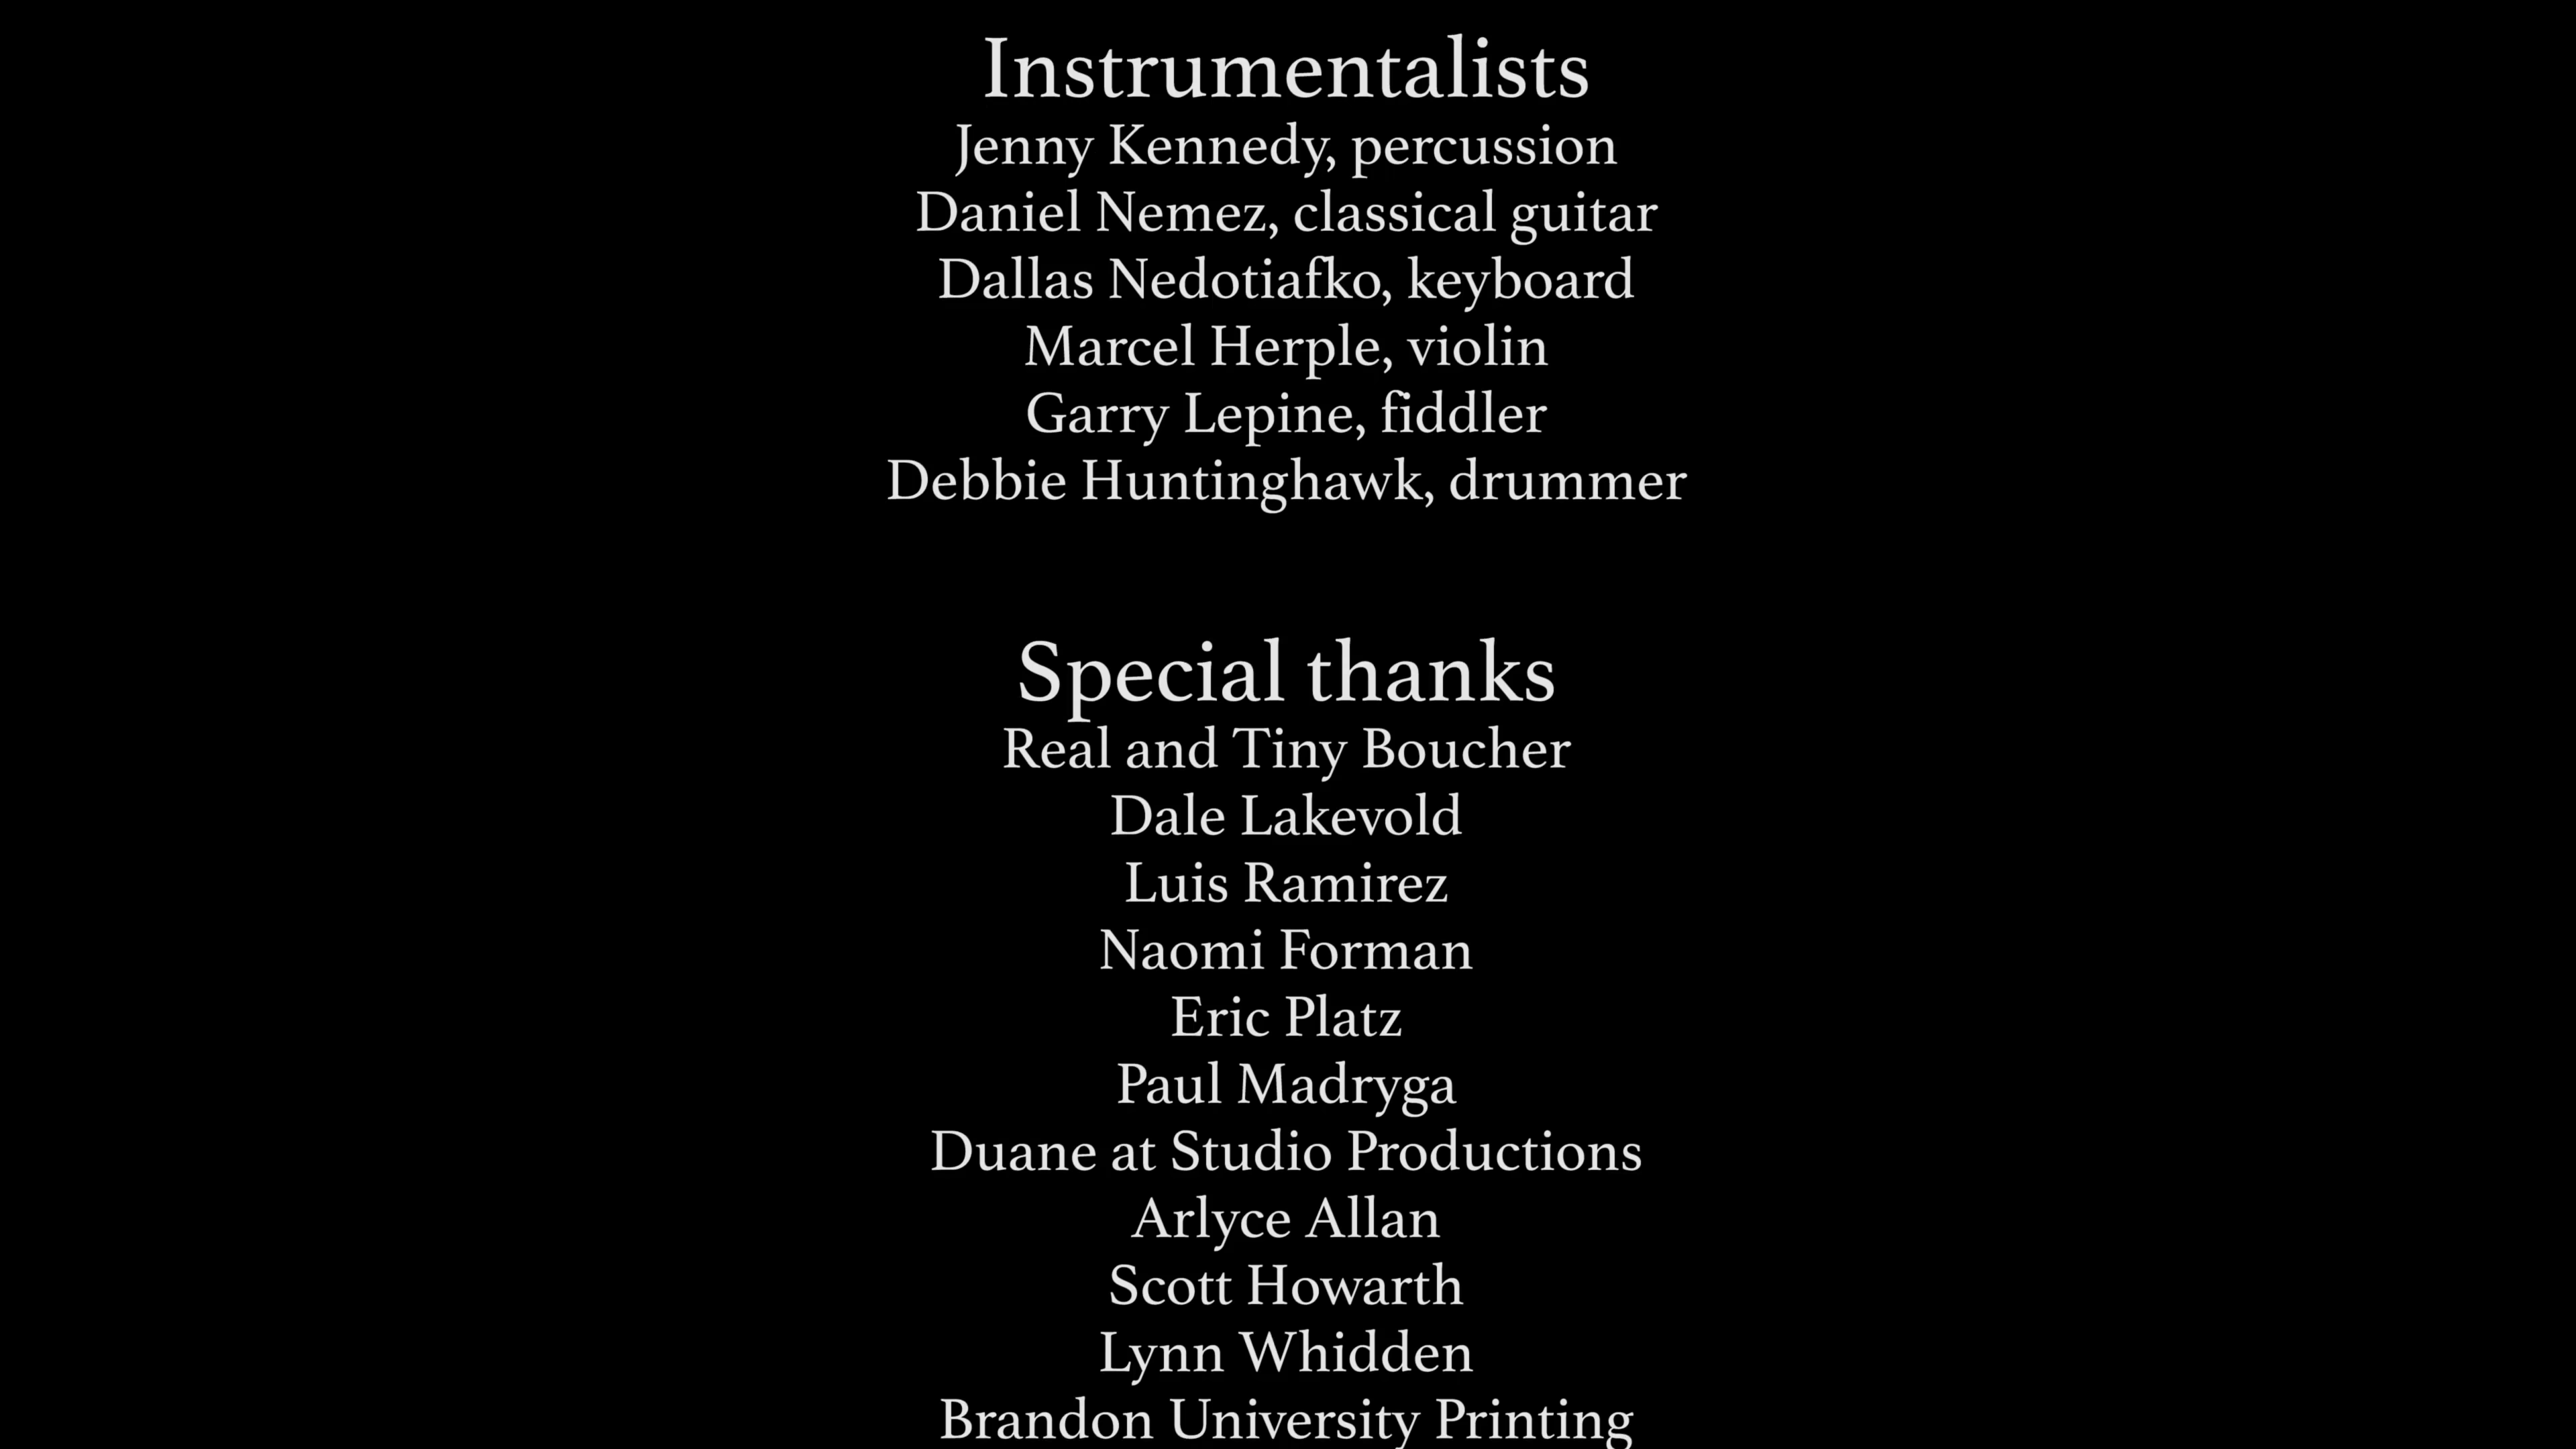 Instrumentalists
Jenny Kennedy, percussion
Daniel Nemez, classical guitar
Dallas Nedotiafko, keyboard
Marcel Herple, violin
Garry Lepine, fiddler
Debbie Huntinghawk, drummer
Special thanks
Real and Tiny Boucher
Dale Lakevold
Luis Ramirez
Naomi Forman
Eric Platz
Paul Madryga
Duane at Studio Productions
Arlyce Allan
Scott Howarth
Lynn Whidden
Brandon University Printing